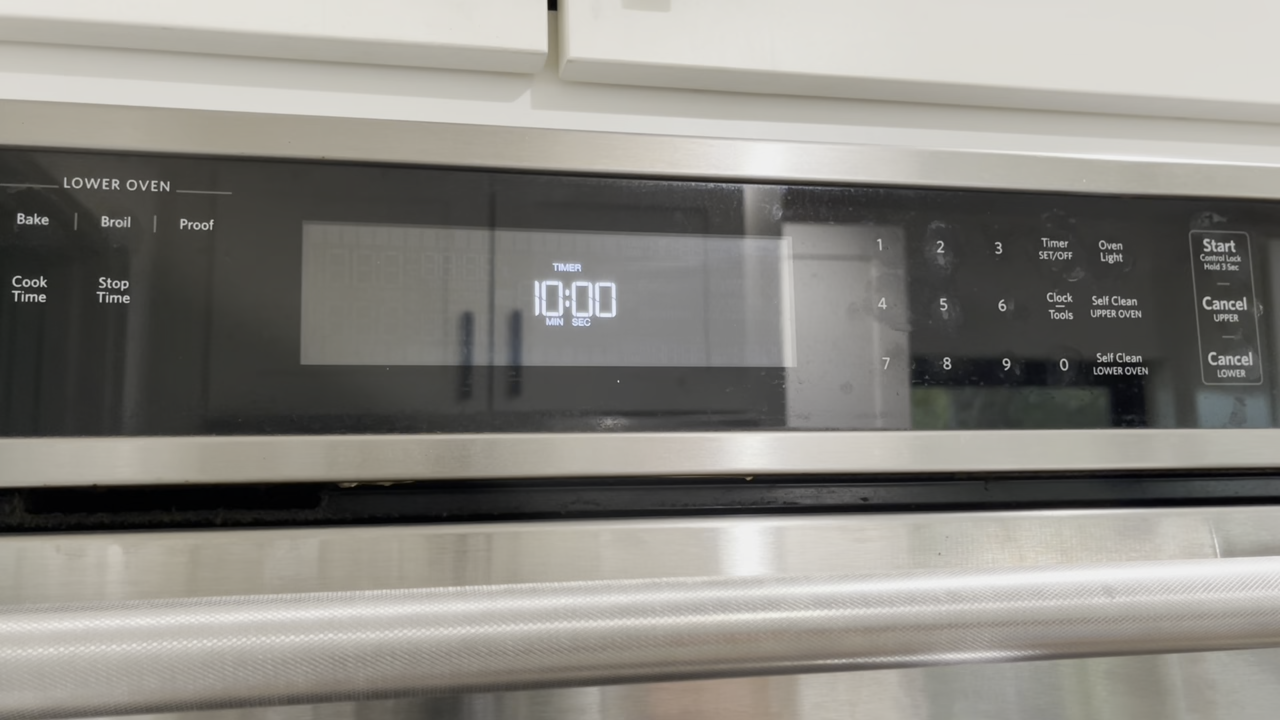 LOWER OVEN
Bake | Broil | Proof
Cook Time
Stop Time
TIMER
10:00
MIN SEC
1 2 3
Timer SET/OFF
Oven Light
4 5 6
Clock Tools
Self Clean UPPER OVEN
7 8 9 0
Self Clean LOWER OVEN
Start
Control Lock
Hold 3 Sec
Cancel
UPPER
Cancel
LOWER